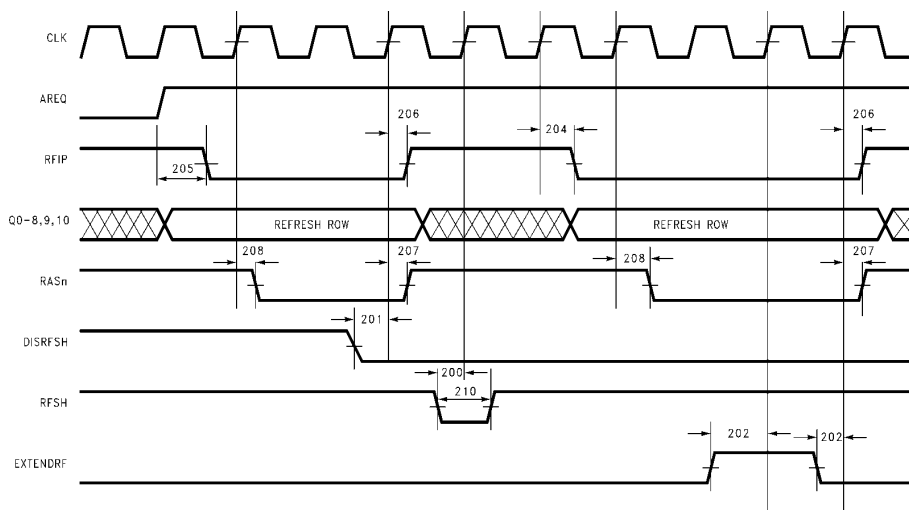 CLK
AREQ
206 206
204
RFIP
205
Q0-8,9,10 REFRESH ROW REFRESH ROW
208 207 208 207
RASn
201
DISRFSH
200
210
RFSH
202 202
EXTENDRF